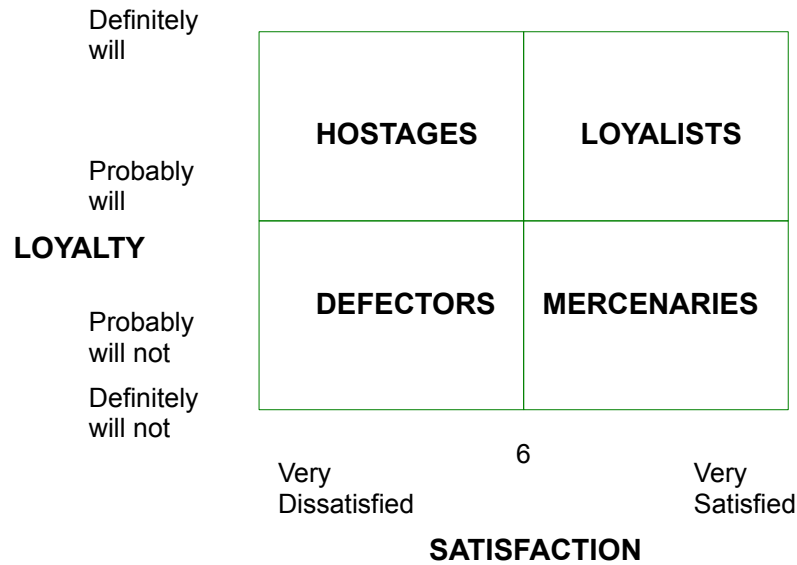 Definitely
will
HOSTAGES LOYALISTS
Probably
will
LOYALTY
DEFECTORS MERCENARIES
Probably
will not
Definitely
will not
6
Very
Dissatisfied
Very
Satisfied
SATISFACTION